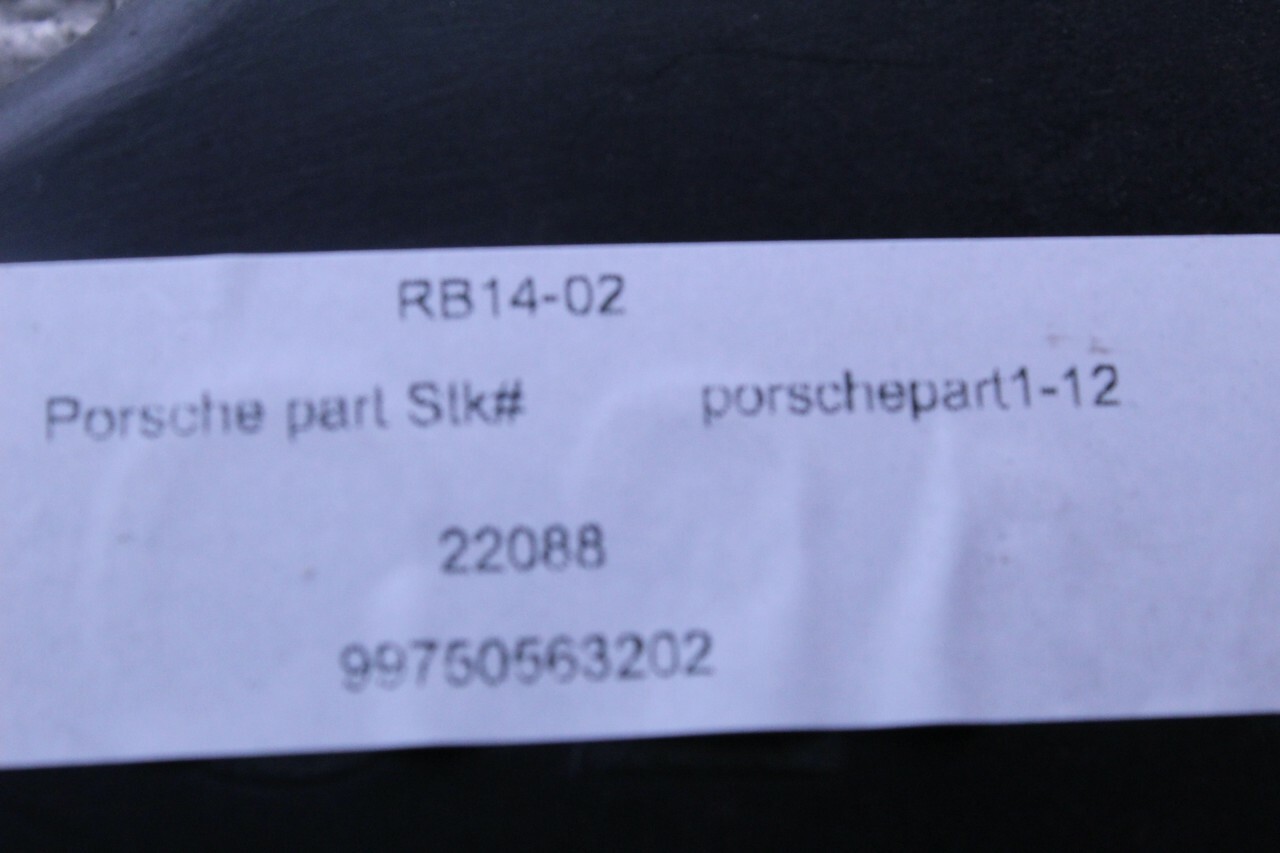 RB14-02
Porsche part Stk# porschepart1-12
22088
99750563202